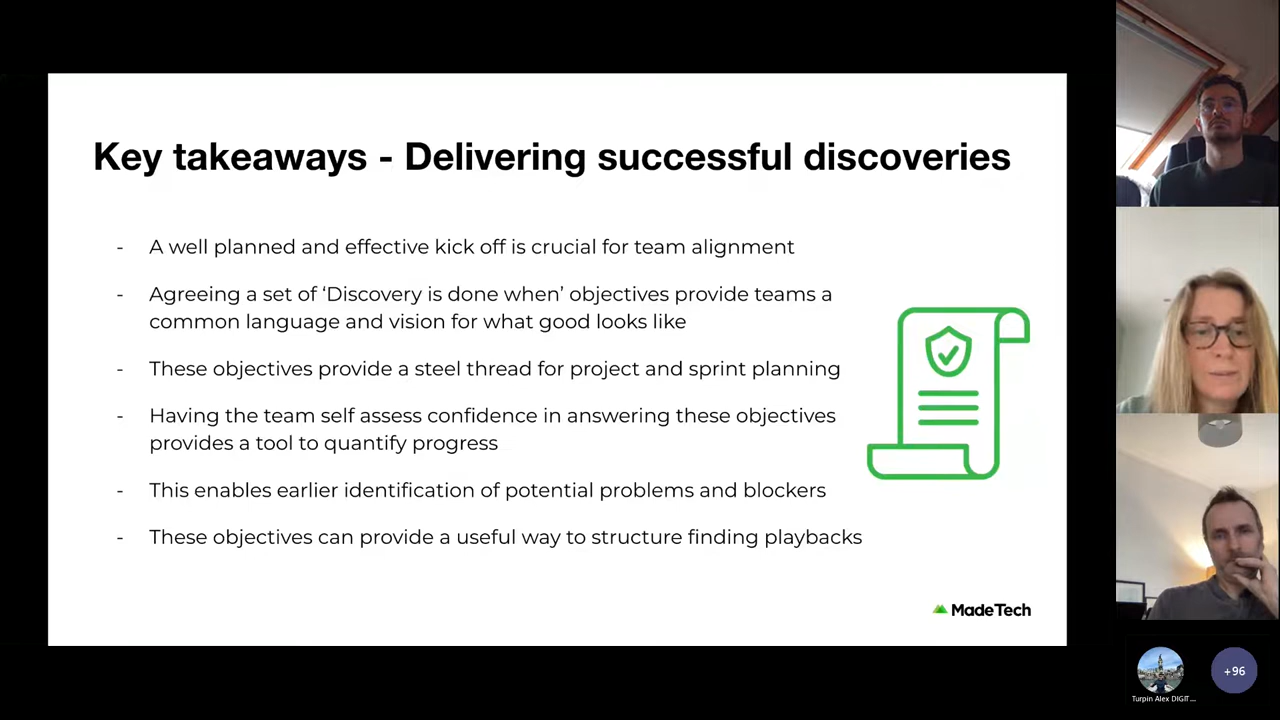 Key takeaways - Delivering successful discoveries
- A well planned and effective kick off is crucial for team alignment
- Agreeing a set of ‘Discovery is done when’ objectives provide teams a
common language and vision for what good looks like
- These objectives provide a steel thread for project and sprint planning
- Having the team self assess confidence in answering these objectives
provides a tool to quantify progress
- This enables earlier identification of potential problems and blockers
- These objectives can provide a useful way to structure finding playbacks
MadeTech
+96
Turpin Alex DIGIT...